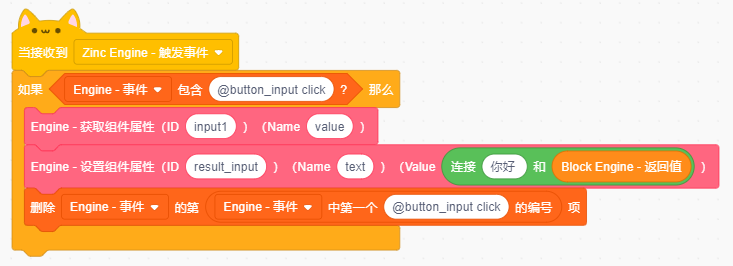 当接收到 Zinc Engine - 触发事件
如果 Engine - 事件 包含 @button_input click ? 那么
Engine - 获取组件属性（ID input1 ）（Name value ）
Engine - 设置组件属性（ID result_input ）（Name text ）（Value 连接 你好 和 Block Engine - 返回值 ）
删除 Engine - 事件 的第 Engine - 事件 中第一个 @button_input click 的编号 项